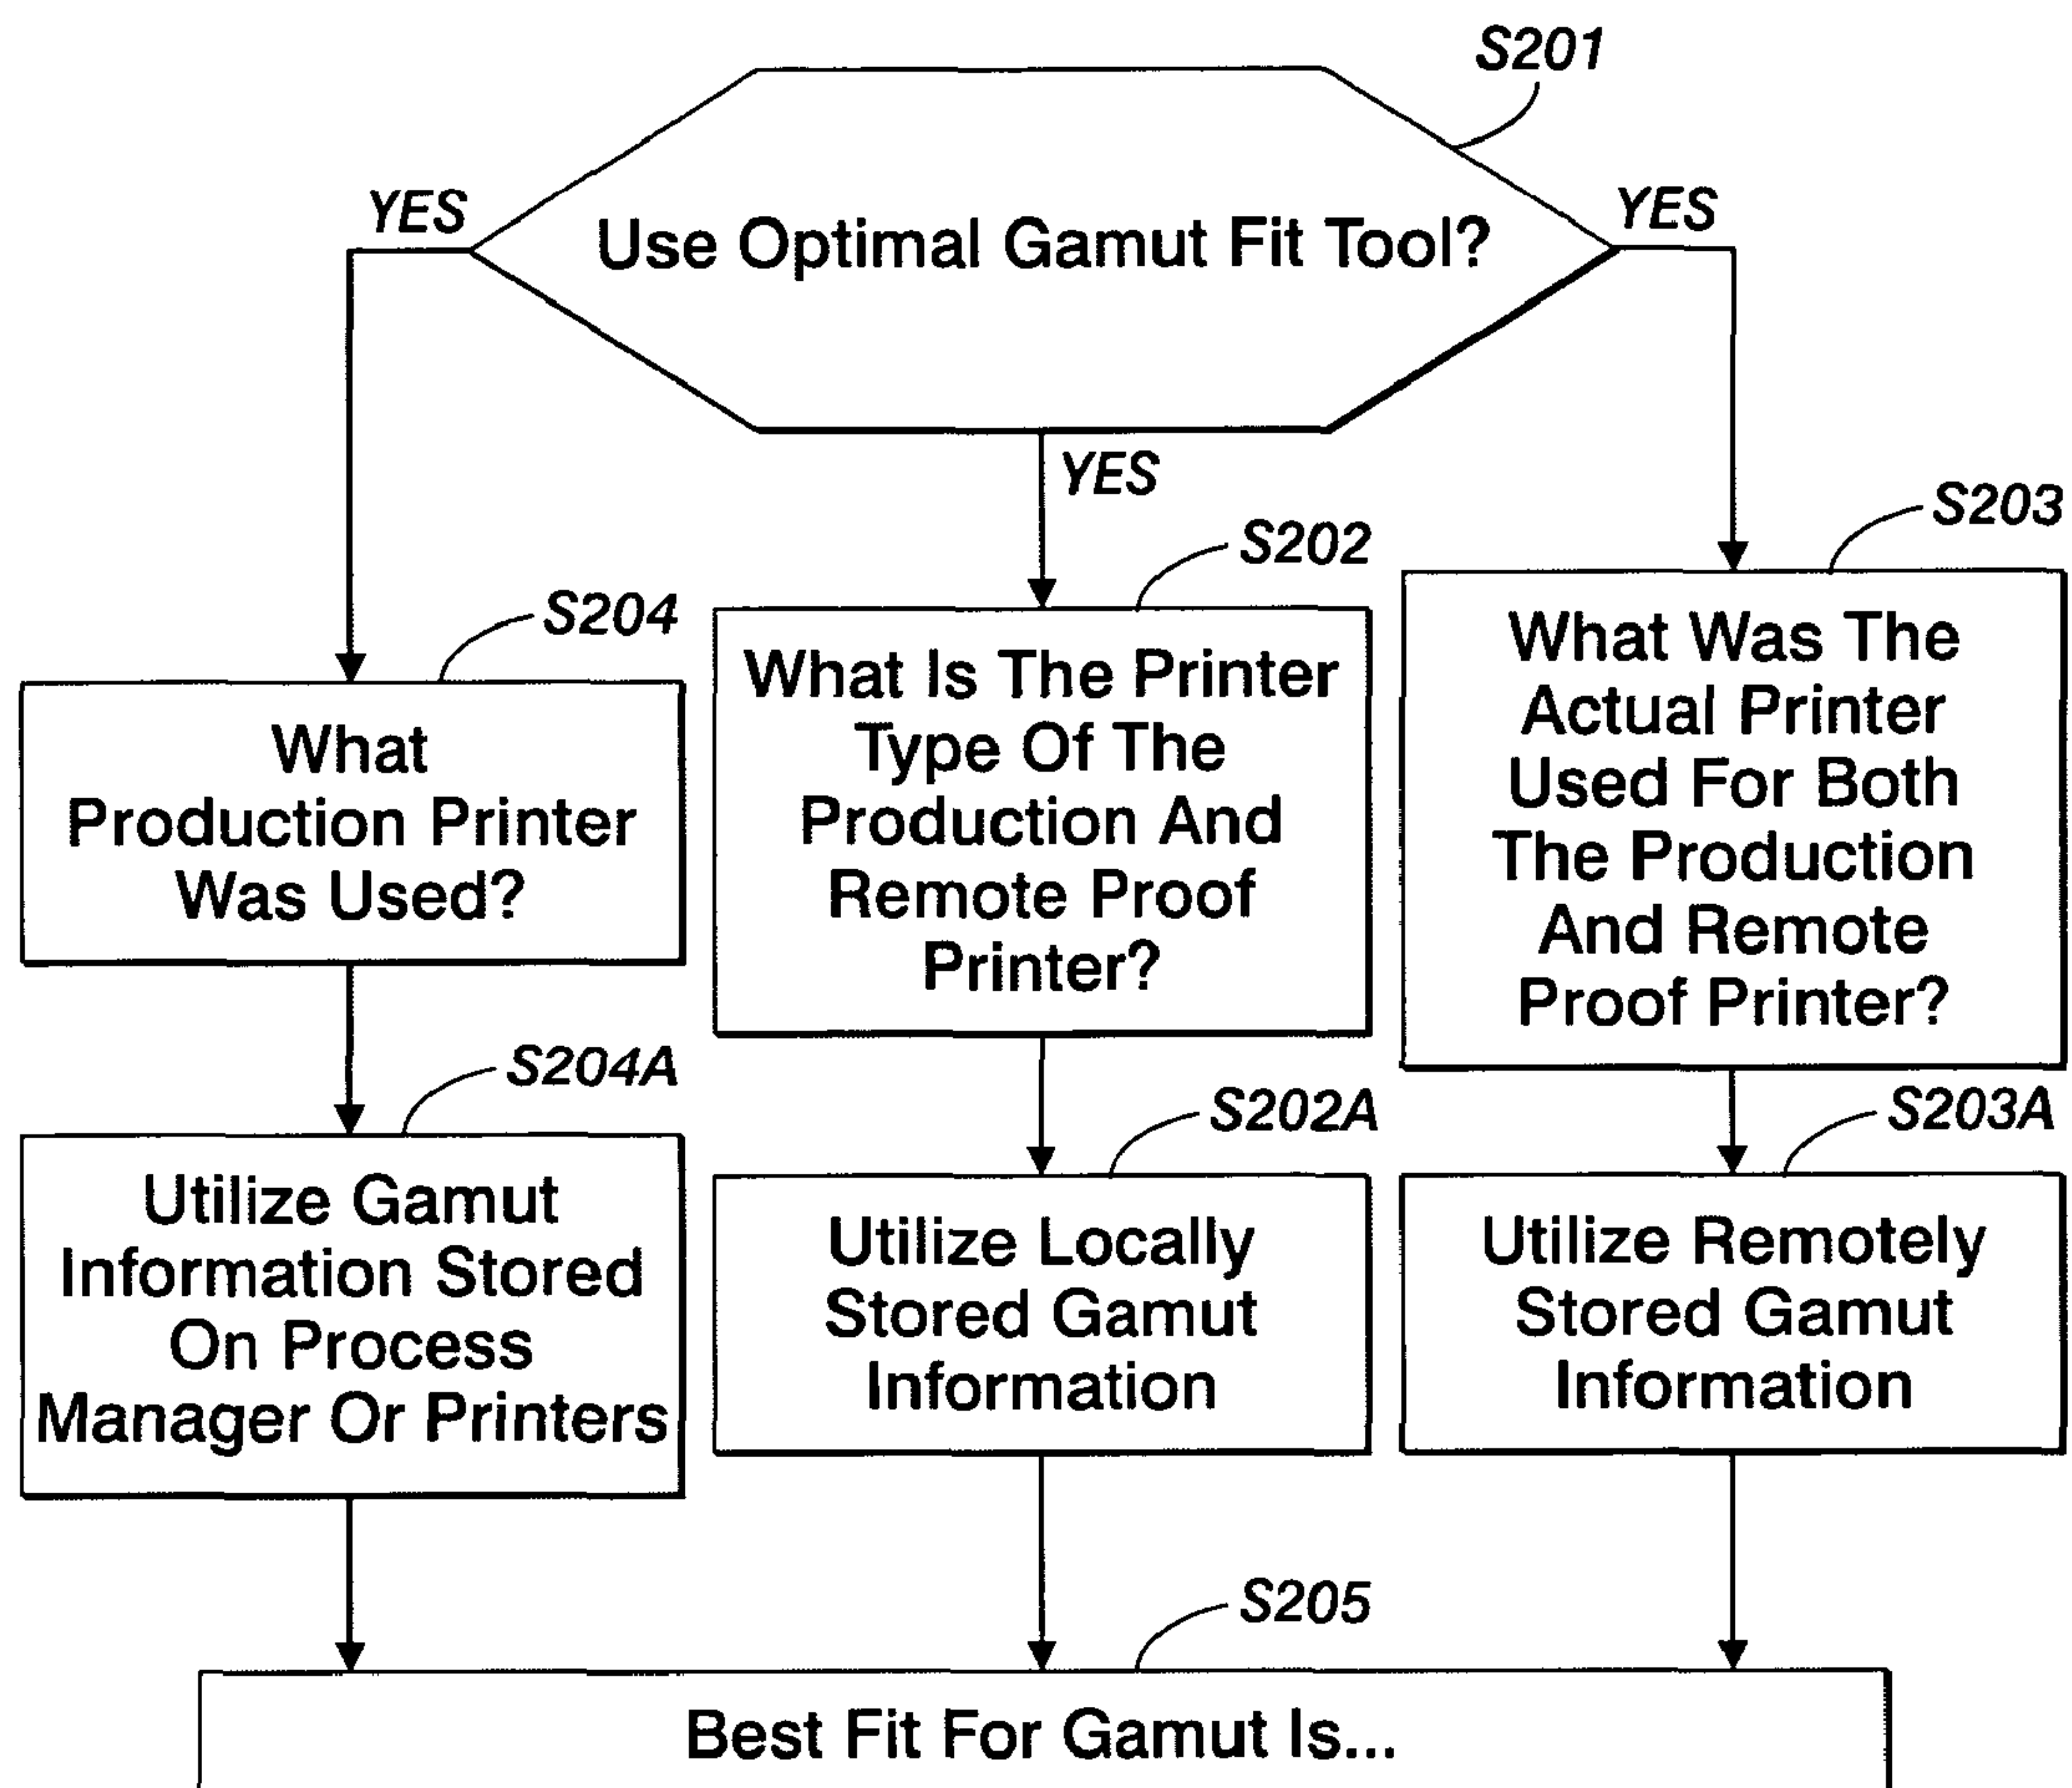 S201
YES
Use Optimal Gamut Fit Tool?
YES
YES
S204
What
Production Printer
Was Used?
S202
What Is The Printer
Type Of The
Production And
Remote Proof
Printer?
S203
What Was The
Actual Printer
Used For Both
The Production
And Remote
Proof Printer?
S204A
Utilize Gamut
Information Stored
On Process
Manager Or Printers
S202A
Utilize Locally
Stored Gamut
Information
S203A
Utilize Remotely
Stored Gamut
Information
S205
Best Fit For Gamut Is...